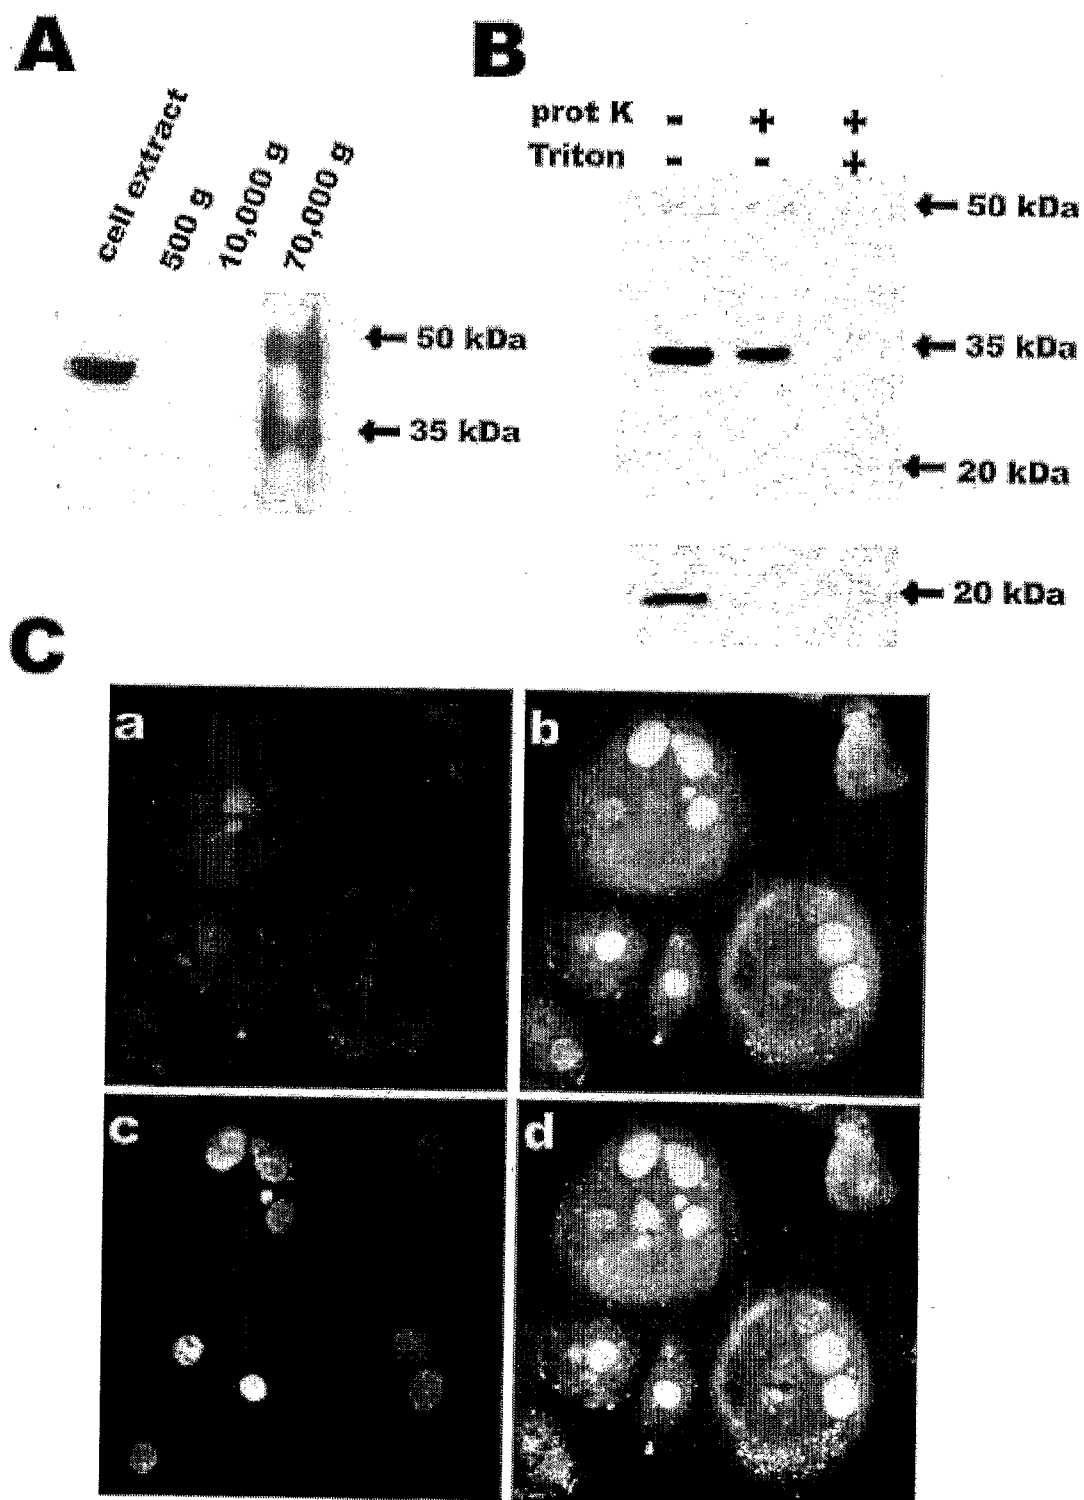 A
cell extract
500 g
10,000 g
70,000 g
50 kDa
35 kDa
B
prot K - + +
Triton - - +
50 kDa
35 kDa
20 kDa
20 kDa
C
a
b
c
d